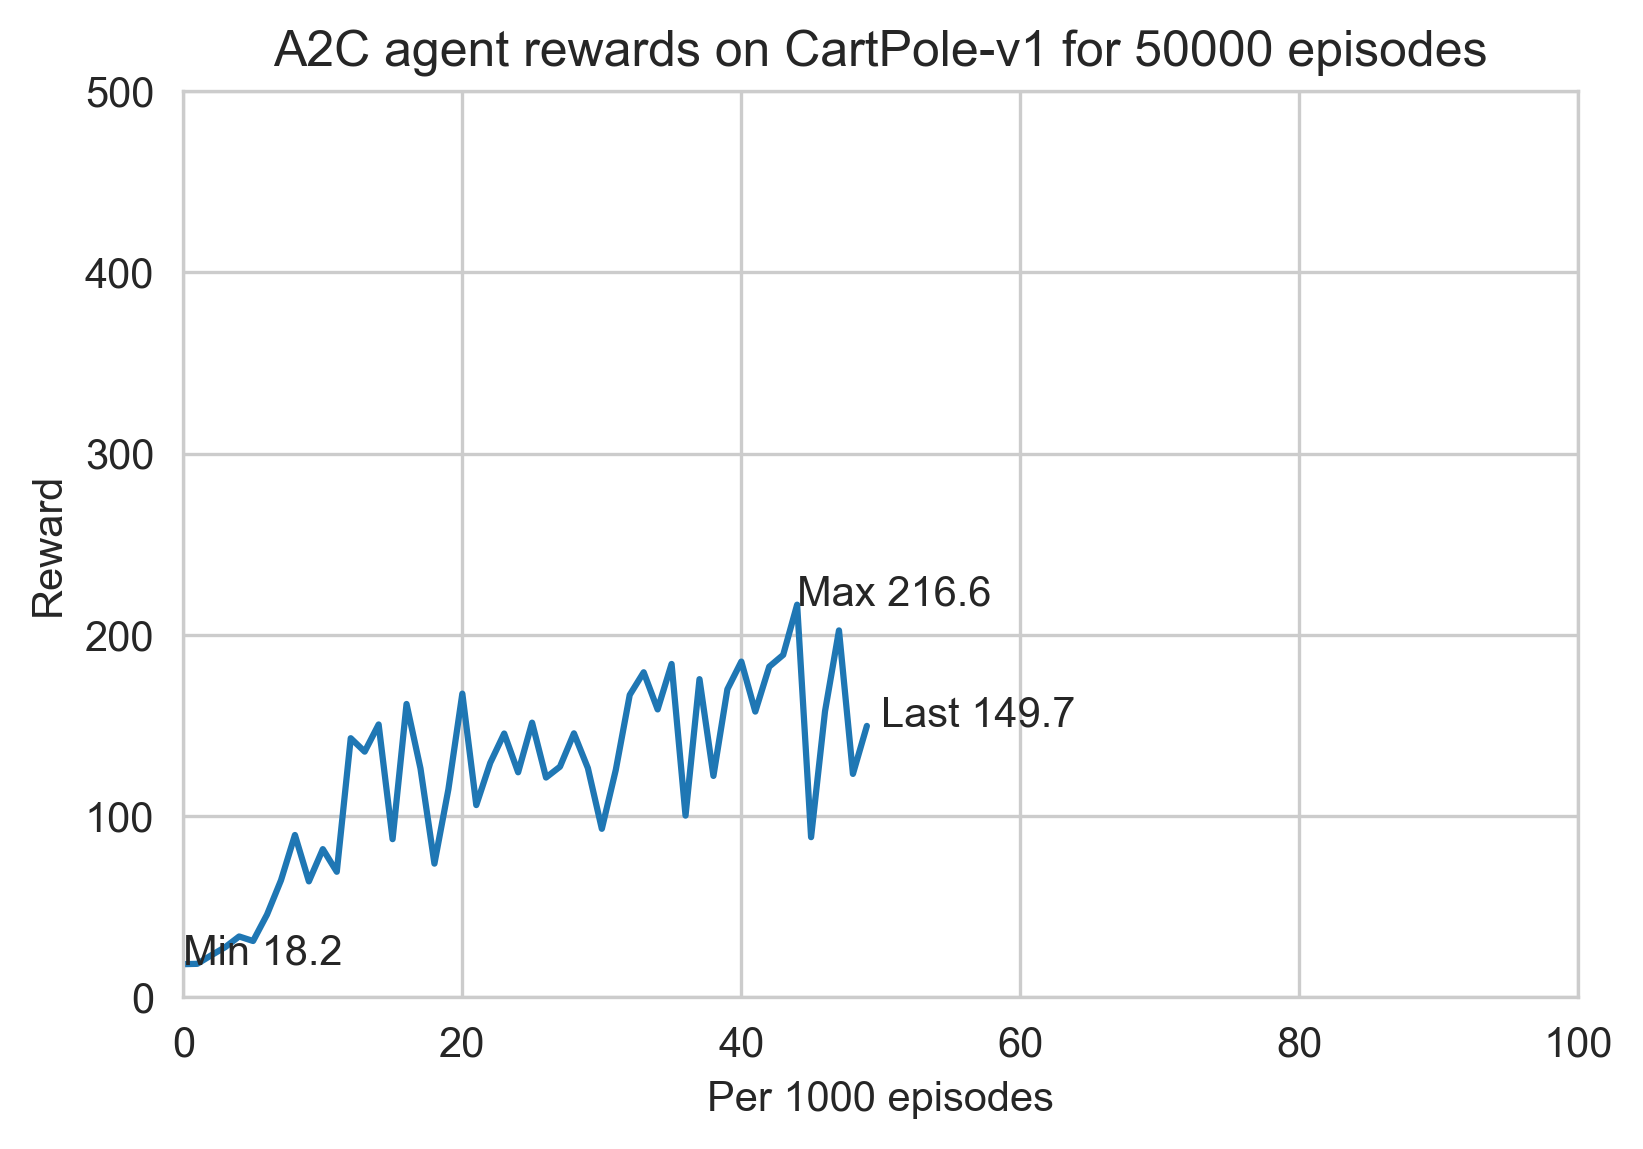 A2C agent rewards on CartPole-v1 for 50000 episodes
500
400
300
200
100
0
Reward
Max 216.6
Last 149.7
Min 18.2
0 20 40 60 80 100
Per 1000 episodes